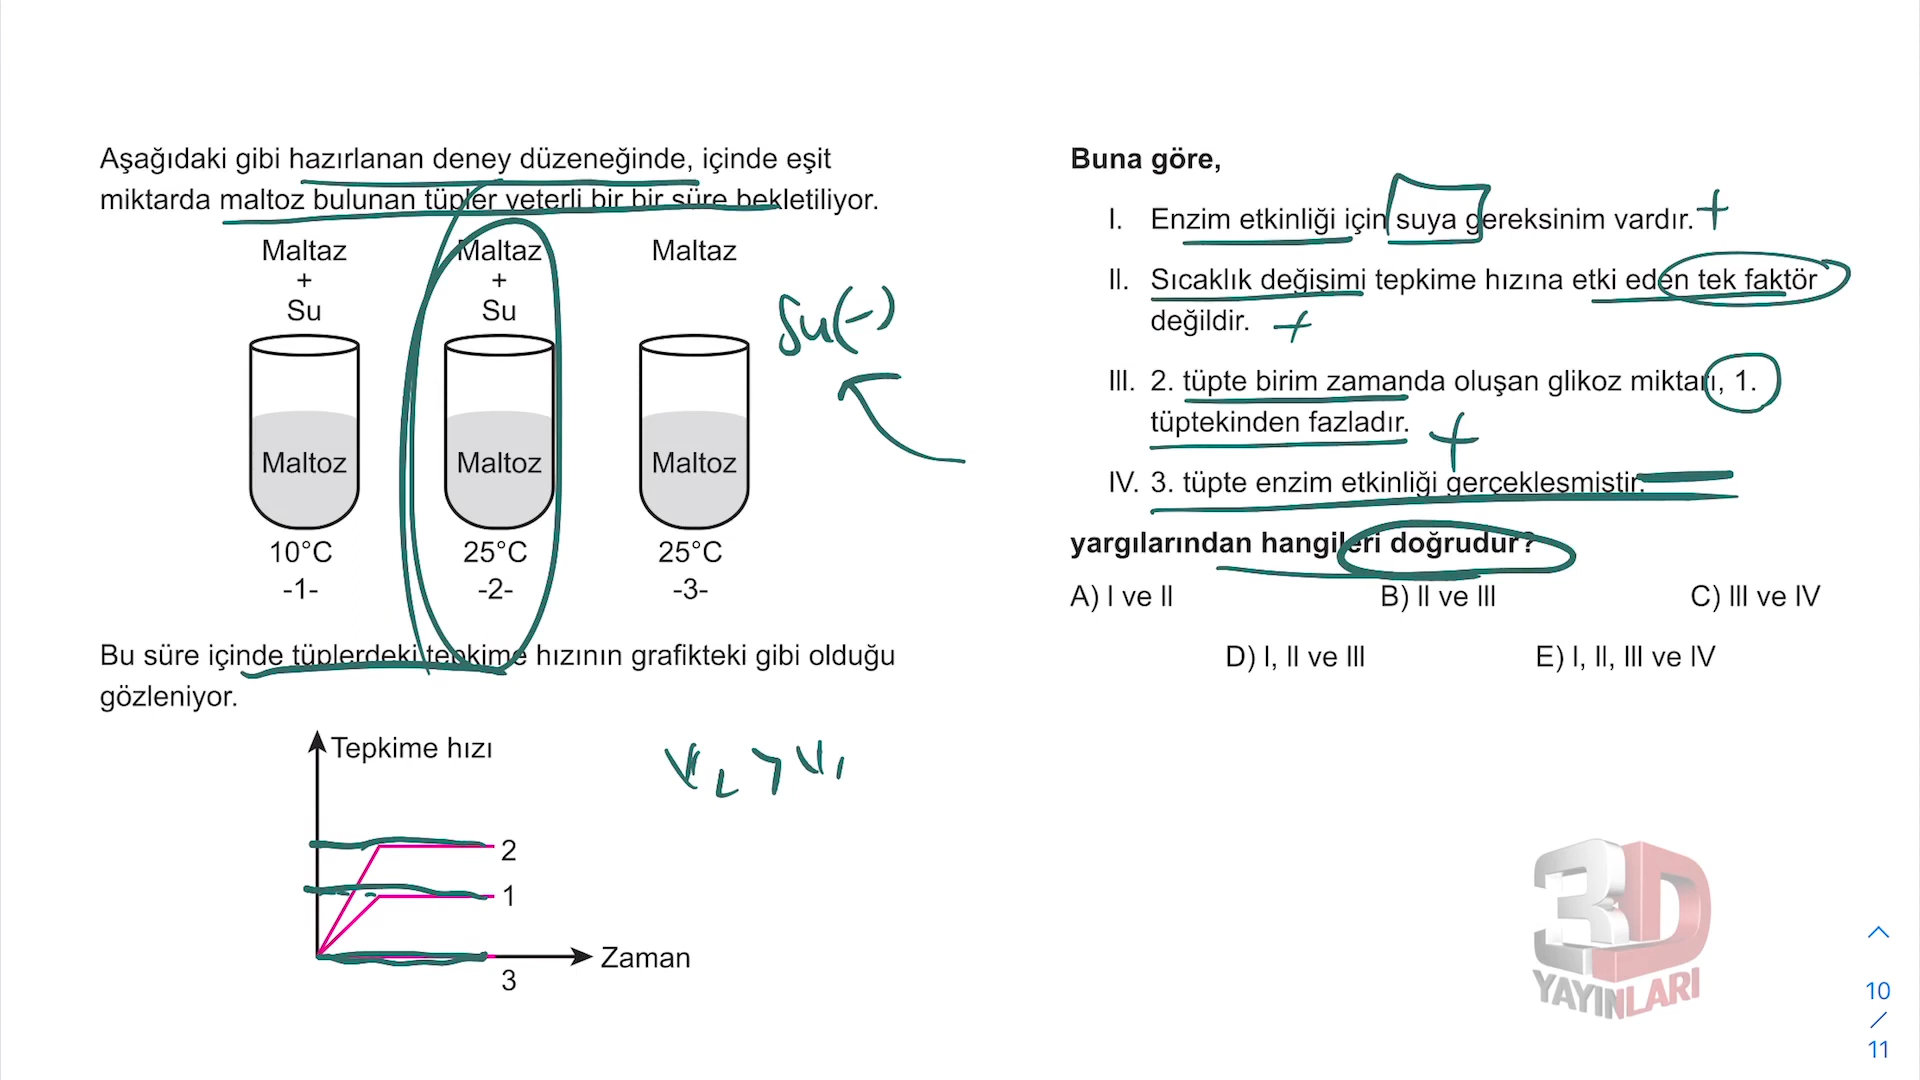 Aşağıdaki gibi hazırlanan deney düzeneğinde, içinde eşit
miktarda maltoz bulunan tüpler yeterli bir bir süre bekletiliyor.
Maltaz
+
Su
Maltaz
+
Su
Maltaz
Su(-)
Maltoz
Maltoz
Maltoz
10°C
25°C
25°C
-1-
-2-
-3-
Bu süre içinde tüplerdeki tepkime hızının grafikteki gibi olduğu
gözleniyor.
Tepkime hızı
V2 > V1
2
1
Zaman
3
Buna göre,
I. Enzim etkinliği için suya gereksinim vardır. +
II. Sıcaklık değişimi tepkime hızına etki eden tek faktör
değildir. +
III. 2. tüpte birim zamanda oluşan glikoz miktarı, 1.
tüptekinden fazladır. +
IV. 3. tüpte enzim etkinliği gerçekleşmiştir. -
yargılarından hangileri doğrudur?
A) I ve II
B) II ve III
C) III ve IV
D) I, II ve III
E) I, II, III ve IV
3D
YAYINLARI
10
/
11